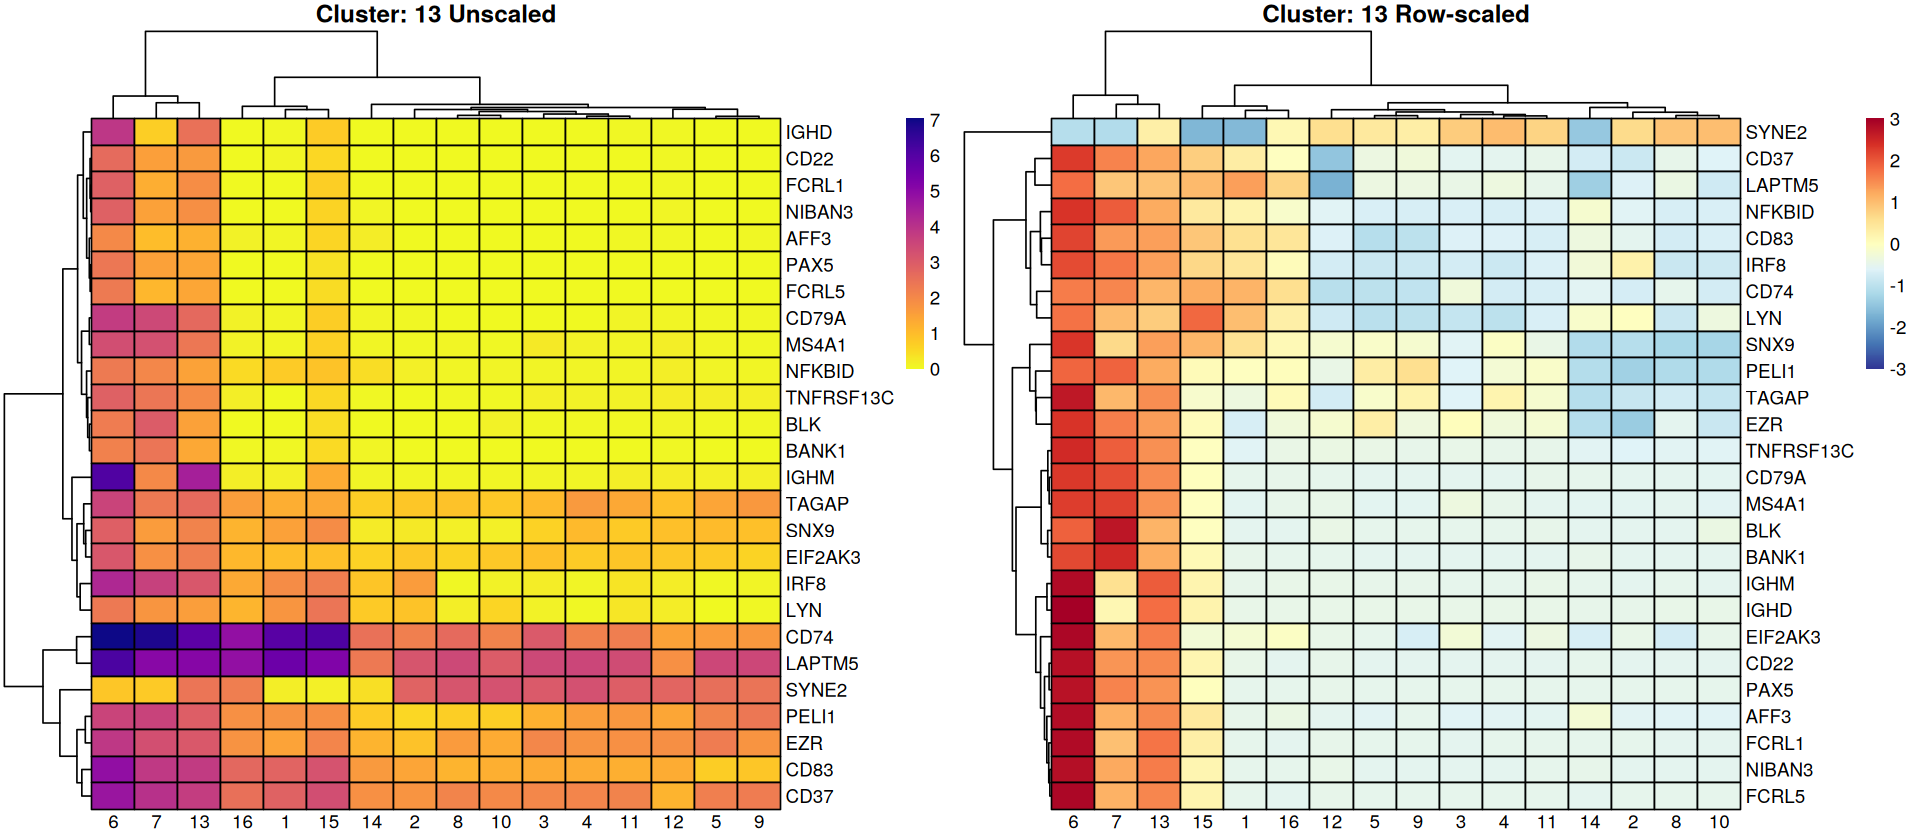 Cluster: 13 Unscaled
IGHD
CD22
FCRL1
NIBAN3
AFF3
PAX5
FCRL5
CD79A
MS4A1
NFKBID
TNFRSF13C
BLK
BANK1
IGHM
TAGAP
SNX9
EIF2AK3
IRF8
LYN
CD74
LAPTM5
SYNE2
PELI1
EZR
CD83
CD37
6 7 13 16 1 15 14 2 8 10 3 4 11 12 5 9
7
6
5
4
3
2
1
0
Cluster: 13 Row-scaled
SYNE2
CD37
LAPTM5
NFKBID
CD83
IRF8
CD74
LYN
SNX9
PELI1
TAGAP
EZR
TNFRSF13C
CD79A
MS4A1
BLK
BANK1
IGHM
IGHD
EIF2AK3
CD22
PAX5
AFF3
FCRL1
NIBAN3
FCRL5
6 7 13 15 1 16 12 5 9 3 4 11 14 2 8 10
3
2
1
0
-1
-2
-3